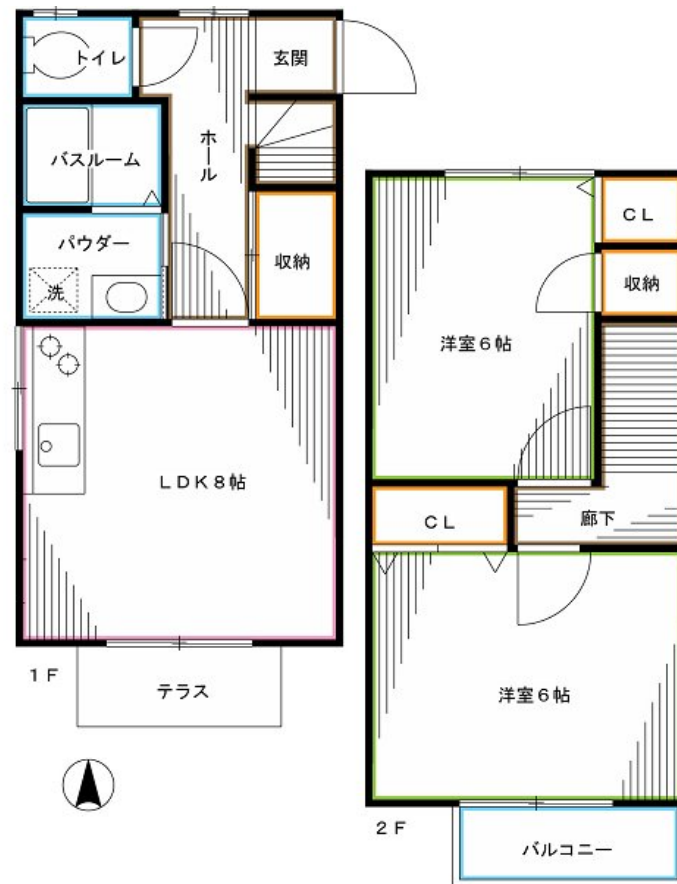 トイレ
玄関
ホール
バスルーム
パウダー
洗
収納
LDK8帖
1F
テラス
CL
収納
洋室6帖
CL
廊下
洋室6帖
2F
バルコニー